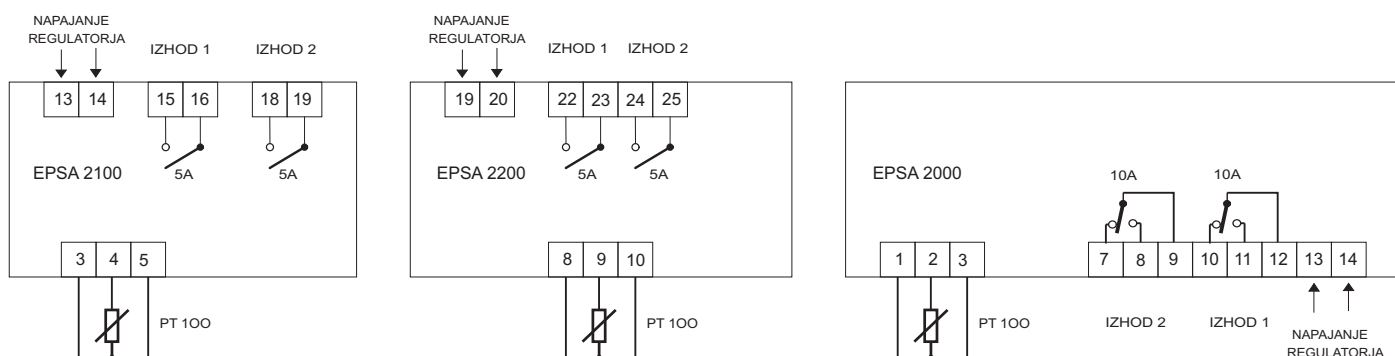 NAPAJANJE
REGULATORJA
IZHOD 1
IZHOD 2
13 14
15 16
18 19
EPSA 2100
5A
5A
3 4 5
PT 1OO
NAPAJANJE
REGULATORJA
IZHOD 1
IZHOD 2
19 20
22 23 24 25
EPSA 2200
5A
5A
8 9 10
PT 1OO
EPSA 2000
10A
10A
1 2 3
7 8 9 10 11 12 13 14
PT 1OO
IZHOD 2
IZHOD 1
NAPAJANJE
REGULATORJA